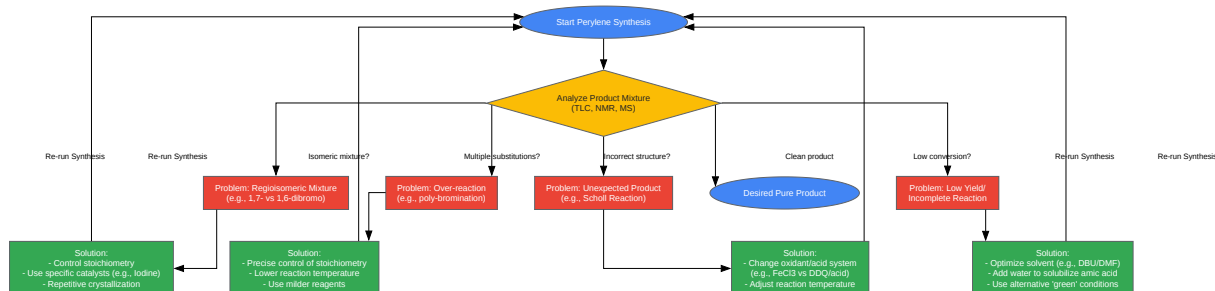 Start Perylene Synthesis
Analyze Product Mixture
(TLC, NMR, MS)
Re-run Synthesis
Re-run Synthesis
Isomeric mixture?
Multiple substitutions?
Incorrect structure?
Clean product
Low conversion?
Re-run Synthesis
Re-run Synthesis
Problem: Regioisomeric Mixture
(e.g., 1,7- vs 1,6-dibromo)
Problem: Over-reaction
(e.g., poly-bromination)
Problem: Unexpected Product
(e.g., Scholl Reaction)
Desired Pure Product
Problem: Low Yield/
Incomplete Reaction
Solution:
- Control stoichiometry
- Use specific catalysts (e.g., Iodine)
- Repetitive crystallization
Solution:
- Precise control of stoichiometry
- Lower reaction temperature
- Use milder reagents
Solution:
- Change oxidant/acid system
(e.g., FeCl3 vs DDQ/acid)
- Adjust reaction temperature
Solution:
- Optimize solvent (e.g., DBU/DMF)
- Add water to solubilize amic acid
- Use alternative 'green' conditions